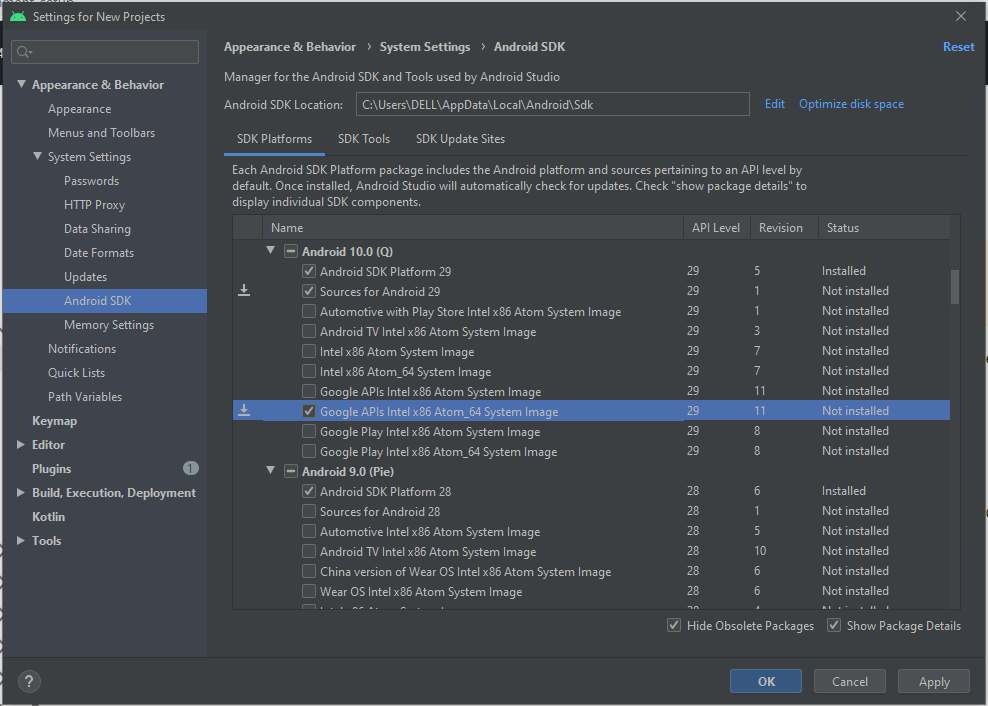 Settings for New Projects
Appearance & Behavior › System Settings › Android SDK
Reset
Manager for the Android SDK and Tools used by Android Studio
Android SDK Location: C:\Users\DELL\AppData\Local\Android\Sdk Edit Optimize disk space
Appearance & Behavior
Appearance
Menus and Toolbars
System Settings
Passwords
HTTP Proxy
Data Sharing
Date Formats
Updates
Android SDK
Memory Settings
Notifications
Quick Lists
Path Variables
Keymap
Editor
Plugins 1
Build, Execution, Deployment
Kotlin
Tools
SDK Platforms SDK Tools SDK Update Sites
Each Android SDK Platform package includes the Android platform and sources pertaining to an API level by
default. Once installed, Android Studio will automatically check for updates. Check "show package details" to
display individual SDK components.
Name API Level Revision Status
Android 10.0 (Q)
Android SDK Platform 29 29 5 Installed
Sources for Android 29 29 1 Not installed
Automotive with Play Store Intel x86 Atom System Image 29 1 Not installed
Android TV Intel x86 Atom System Image 29 3 Not installed
Intel x86 Atom System Image 29 7 Not installed
Intel x86 Atom_64 System Image 29 7 Not installed
Google APIs Intel x86 Atom System Image 29 11 Not installed
Google APIs Intel x86 Atom_64 System Image 29 11 Not installed
Google Play Intel x86 Atom System Image 29 8 Not installed
Google Play Intel x86 Atom_64 System Image 29 8 Not installed
Android 9.0 (Pie)
Android SDK Platform 28 28 6 Installed
Sources for Android 28 28 1 Not installed
Automotive Intel x86 Atom System Image 28 5 Not installed
Android TV Intel x86 Atom System Image 28 10 Not installed
China version of Wear OS Intel x86 Atom System Image 28 6 Not installed
Wear OS Intel x86 Atom System Image 28 6 Not installed
Hide Obsolete Packages Show Package Details
? OK Cancel Apply